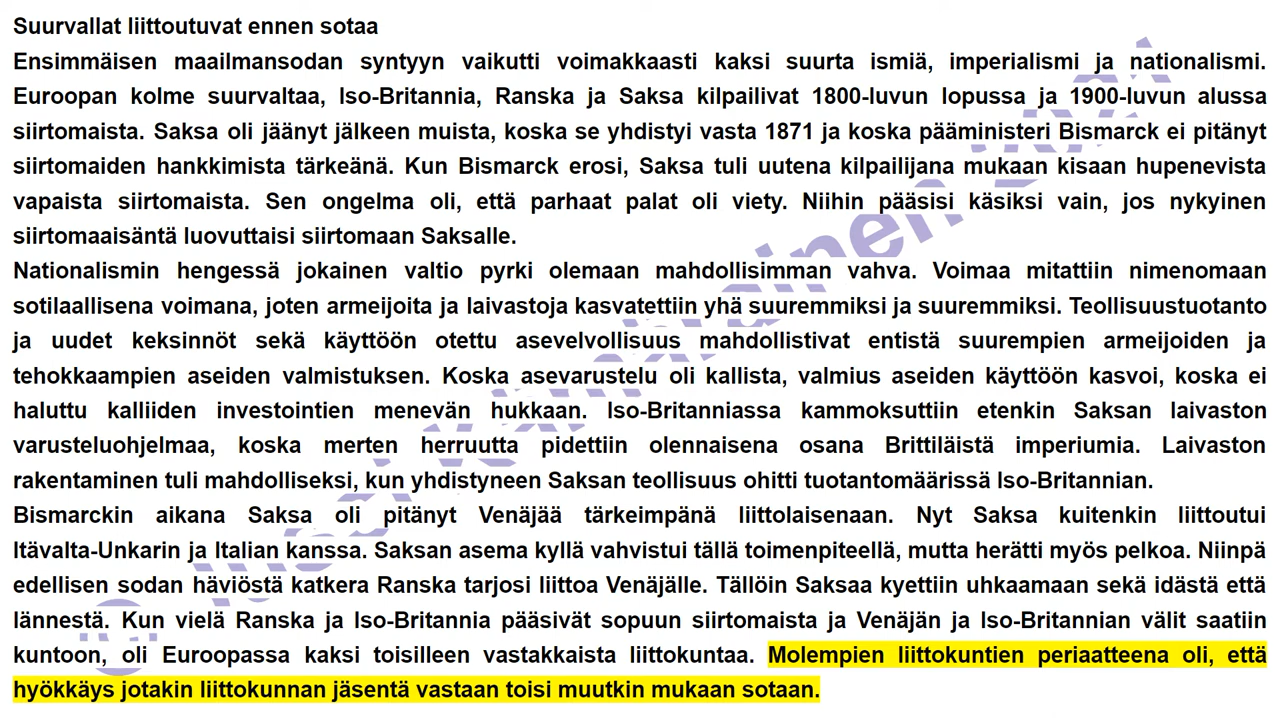 Suurvallat liittoutuvat ennen sotaa
Ensimmäisen maailmansodan syntyyn vaikutti voimakkaasti kaksi suurta ismiä, imperialismi ja nationalismi.
Euroopan kolme suurvaltaa, Iso-Britannia, Ranska ja Saksa kilpailivat 1800-luvun lopussa ja 1900-luvun alussa
siirtomaista. Saksa oli jäänyt jälkeen muista, koska se yhdistyi vasta 1871 ja koska pääministeri Bismarck ei pitänyt
siirtomaiden hankkimista tärkeänä. Kun Bismarck erosi, Saksa tuli uutena kilpailijana mukaan kisaan hupenevista
vapaista siirtomaista. Sen ongelma oli, että parhaat palat oli viety. Niihin pääsisi käsiksi vain, jos nykyinen
siirtomaaisäntä luovuttaisi siirtomaan Saksalle.
Nationalismin hengessä jokainen valtio pyrki olemaan mahdollisimman vahva. Voimaa mitattiin nimenomaan
sotilaallisena voimana, joten armeijoita ja laivastoja kasvatettiin yhä suuremmiksi ja suuremmiksi. Teollisuustuotanto
ja uudet keksinnöt sekä käyttöön otettu asevelvollisuus mahdollistivat entistä suurempien armeijoiden ja
tehokkaampien aseiden valmistuksen. Koska asevarustelu oli kallista, valmius aseiden käyttöön kasvoi, koska ei
haluttu kalliiden investointien menevän hukkaan. Iso-Britanniassa kammoksuttiin etenkin Saksan laivaston
varusteluohjelmaa, koska merten herruutta pidettiin olennaisena osana Brittiläistä imperiumia. Laivaston
rakentaminen tuli mahdolliseksi, kun yhdistyneen Saksan teollisuus ohitti tuotantomäärissä Iso-Britannian.
Bismarckin aikana Saksa oli pitänyt Venäjää tärkeimpänä liittolaisenaan. Nyt Saksa kuitenkin liittoutui
Itävalta-Unkarin ja Italian kanssa. Saksan asema kyllä vahvistui tällä toimenpiteellä, mutta herätti myös pelkoa. Niinpä
edellisen sodan häviöstä katkera Ranska tarjosi liittoa Venäjälle. Tällöin Saksaa kyettiin uhkaamaan sekä idästä että
lännestä. Kun vielä Ranska ja Iso-Britannia pääsivät sopuun siirtomaista ja Venäjän ja Iso-Britannian välit saatiin
kuntoon, oli Euroopassa kaksi toisilleen vastakkaista liittokuntaa. Molempien liittokuntien periaatteena oli, että
hyökkäys jotakin liittokunnan jäsentä vastaan toisi muutkin mukaan sotaan.